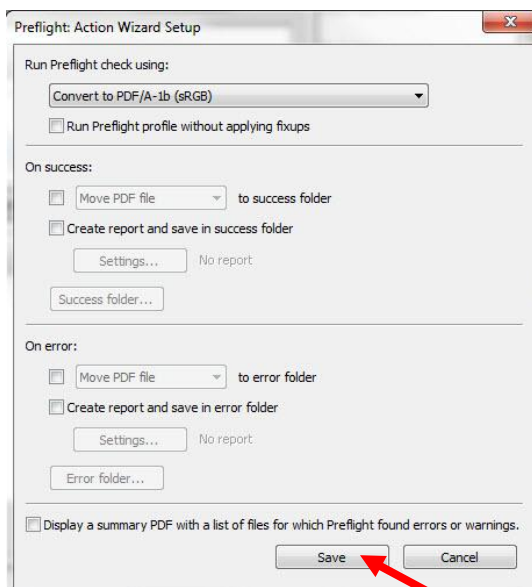 Preflight: Action Wizard Setup
Run Preflight check using:
Convert to PDF/A-1b (sRGB)
Run Preflight profile without applying fixups
On success:
Move PDF file to success folder
Create report and save in success folder
Settings... No report
Success folder...
On error:
Move PDF file to error folder
Create report and save in error folder
Settings... No report
Error folder...
Display a summary PDF with a list of files for which Preflight found errors or warnings.
Save Cancel